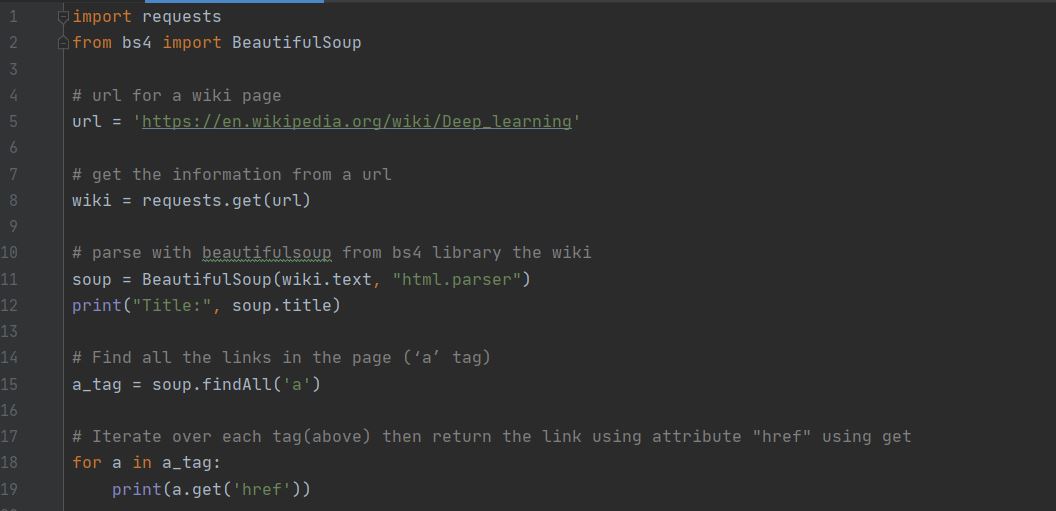 1 import requests
2 from bs4 import BeautifulSoup
3
4 # url for a wiki page
5 url = 'https://en.wikipedia.org/wiki/Deep_learning'
6
7 # get the information from a url
8 wiki = requests.get(url)
9
10 # parse with beautifulsoup from bs4 library the wiki
11 soup = BeautifulSoup(wiki.text, "html.parser")
12 print("Title:", soup.title)
13
14 # Find all the links in the page (‘a’ tag)
15 a_tag = soup.findAll('a')
16
17 # Iterate over each tag(above) then return the link using attribute "href" using get
18 for a in a_tag:
19     print(a.get('href'))